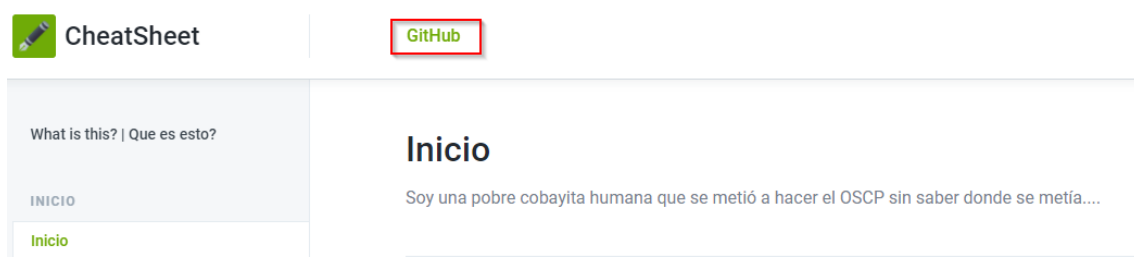 CheatSheet
GitHub
What is this? | Que es esto?
INICIO
Inicio
Inicio
Soy una pobre cobayita humana que se metió a hacer el OSCP sin saber donde se metía....